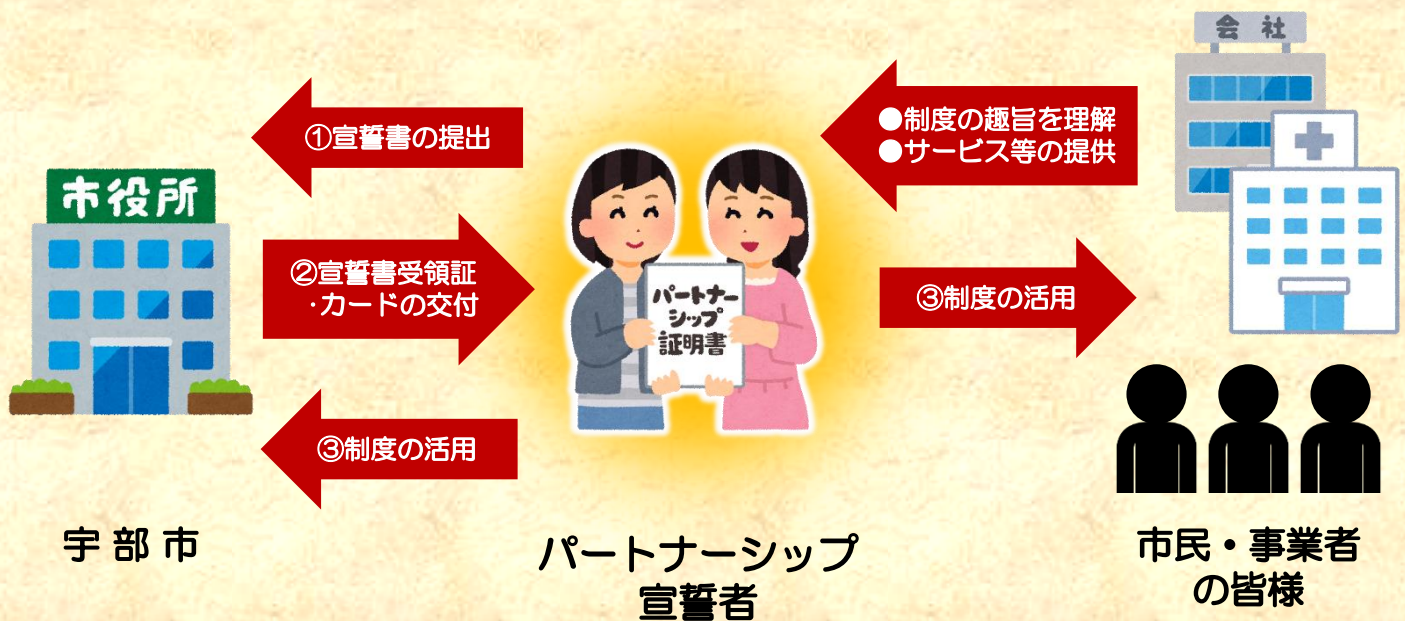 会社
①宣誓書の提出
●制度の趣旨を理解
●サービス等の提供
市役所
②宣誓書受領証
・カードの交付
パートナー
シップ
証明書
③制度の活用
③制度の活用
宇部市
パートナーシップ
宣誓者
市民・事業者
の皆様